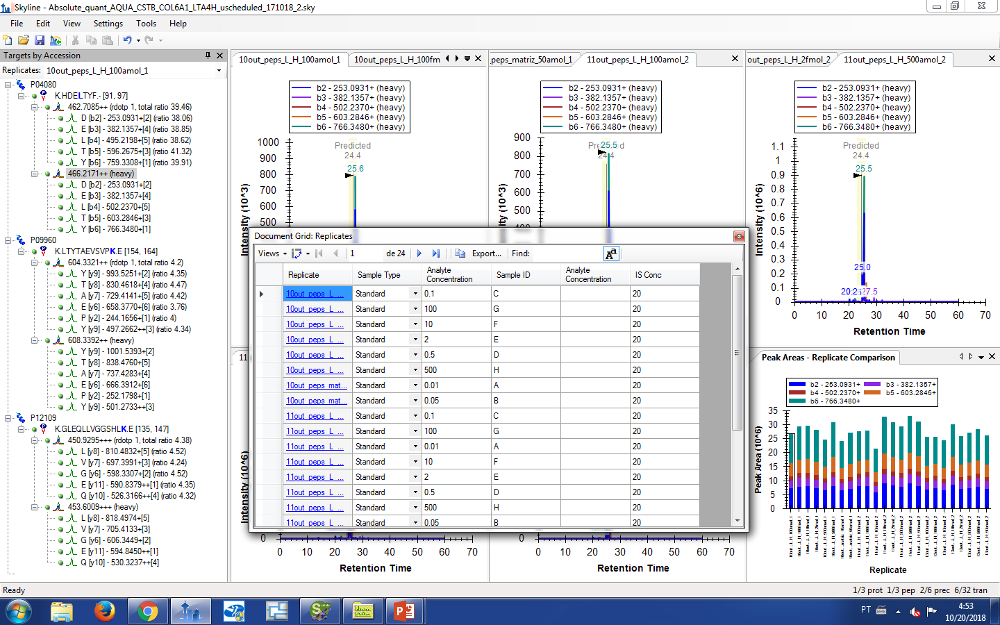 Skyline - Absolute_quant_AQUA_CSTB_COL6A1_LTA4H_uscheduled_171018_2.sky
File Edit View Settings Tools Help
Targets by Accession
Replicates: 10out_peps_L_H_100amol_1
P04080
K.HDELTYF.- [91, 97]
462.7085++ (rdotp 1, total ratio 39.46)
D [b2] - 253.0931+[2] (ratio 38.06)
E [b3] - 382.1357+[4] (ratio 38.85)
L [b4] - 495.2198+[5] (ratio 38.62)
T [b5] - 596.2675+[3] (ratio 41.32)
Y [b6] - 759.3308+[1] (ratio 39.91)
466.2171++ (heavy)
D [b2] - 253.0931+[2]
E [b3] - 382.1357+[4]
L [b4] - 502.2370+[5]
T [b5] - 603.2846+[3]
Y [b6] - 766.3480+[1]
P09960
K.LTYTAEVSVPK.E [154, 164]
604.3321++ (rdotp 1, total ratio 4.2)
Y [y9] - 993.5251+[2] (ratio 4.35)
T [y8] - 830.4618+[4] (ratio 4.47)
A [y7] - 729.4141+[5] (ratio 4.42)
E [y6] - 658.3770+[6] (ratio 3.76)
P [y2] - 244.1656+[1] (ratio 4)
Y [y9] - 497.2662++[3] (ratio 4.34)
608.3392++ (heavy)
Y [y9] - 1001.5393+[2]
T [y8] - 838.4760+[5]
A [y7] - 737.4283+[4]
E [y6] - 666.3912+[6]
P [y2] - 252.1798+[1]
Y [y9] - 501.2733++[3]
P12109
K.GLEQLLVGGSHLK.E [135, 147]
450.9295+++ (rdotp 1, total ratio 4.38)
L [y8] - 810.4832+[5] (ratio 4.52)
V [y7] - 697.3991+[3] (ratio 4.24)
G [y6] - 598.3307+[2] (ratio 4.52)
E [y11] - 590.8379++[1] (ratio 4.35)
Q [y10] - 526.3166++[4] (ratio 4.32)
453.6009+++ (heavy)
L [y8] - 818.4974+[5]
V [y7] - 705.4133+[3]
G [y6] - 606.3449+[2]
E [y11] - 594.8450++[1]
Q [y10] - 530.3237++[4]
10out_peps_L_H_100amol_1 10out_peps_L_H_100fm
b2 - 253.0931+ (heavy)
b3 - 382.1357+ (heavy)
b4 - 502.2370+ (heavy)
b5 - 603.2846+ (heavy)
b6 - 766.3480+ (heavy)
Predicted
24.4
25.6
1000
900
800
700
600
500
Intensity (10^3)
_peps_matriz_50amol_1 11out_peps_L_H_100amol_2
b2 - 253.0931+ (heavy)
b3 - 382.1357+ (heavy)
b4 - 502.2370+ (heavy)
b5 - 603.2846+ (heavy)
b6 - 766.3480+ (heavy)
25.5
24.4
900
800
700
600
500
out_peps_L_H_2fmol_2 11out_peps_L_H_500amol_2
b2 - 253.0931+ (heavy)
b3 - 382.1357+ (heavy)
b4 - 502.2370+ (heavy)
b5 - 603.2846+ (heavy)
b6 - 766.3480+ (heavy)
Predicted
24.4
25.5
25.0
1.1
1
0.9
0.8
0.7
0.6
0.5
0.4
0.3
0.2
0.1
0
Intensity (10^6)
0 10 20 30 40 50 60 70
Retention Time
Document Grid: Replicates
Views 1 de 24 Export... Find: Aa
Replicate Sample Type Analyte Concentration Sample ID Analyte Concentration IS Conc
10out_peps_L_... Standard 0.1 C 20
10out_peps_L_... Standard 100 G 20
10out_peps_L_... Standard 10 F 20
10out_peps_L_... Standard 2 E 20
10out_peps_L_... Standard 0.5 D 20
10out_peps_L_... Standard 500 H 20
10out_peps_mat... Standard 0.01 A 20
10out_peps_mat... Standard 0.05 B 20
11out_peps_L_... Standard 0.1 C 20
11out_peps_L_... Standard 100 G 20
11out_peps_L_... Standard 0.01 A 20
11out_peps_L_... Standard 10 F 20
11out_peps_L_... Standard 2 E 20
11out_peps_L_... Standard 0.5 D 20
11out_peps_L_... Standard 500 H 20
11out_peps_L_... Standard 0.05 B 20
11
Intensity (10^6)
0
0 10 20 30 40 50 60 70
Retention Time
0
0 10 20 30 40 50 60 70
Retention Time
Peak Areas - Replicate Comparison
b2 - 253.0931+ b3 - 382.1357+
b4 - 502.2370+ b5 - 603.2846+
b6 - 766.3480+
35
30
25
20
15
10
5
0
Peak Area (10^6)
Replicate
Ready 1/3 prot 1/3 pep 2/6 prec 6/32 tran
PT 4:53
10/20/2018